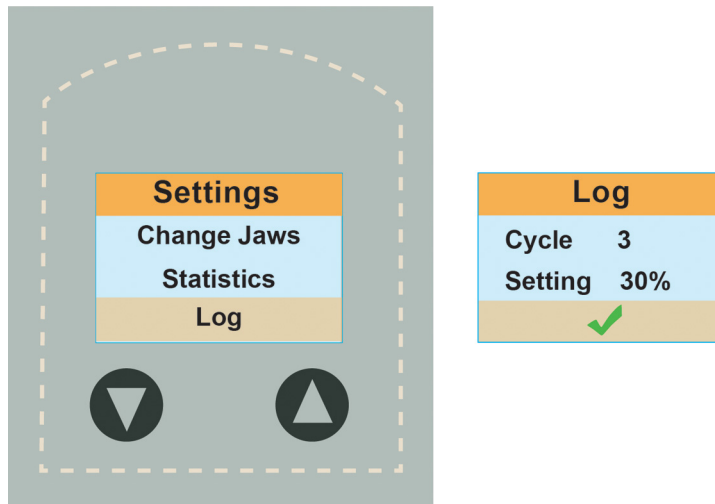 Settings
Change Jaws
Statistics
Log
Log
Cycle 3
Setting 30%